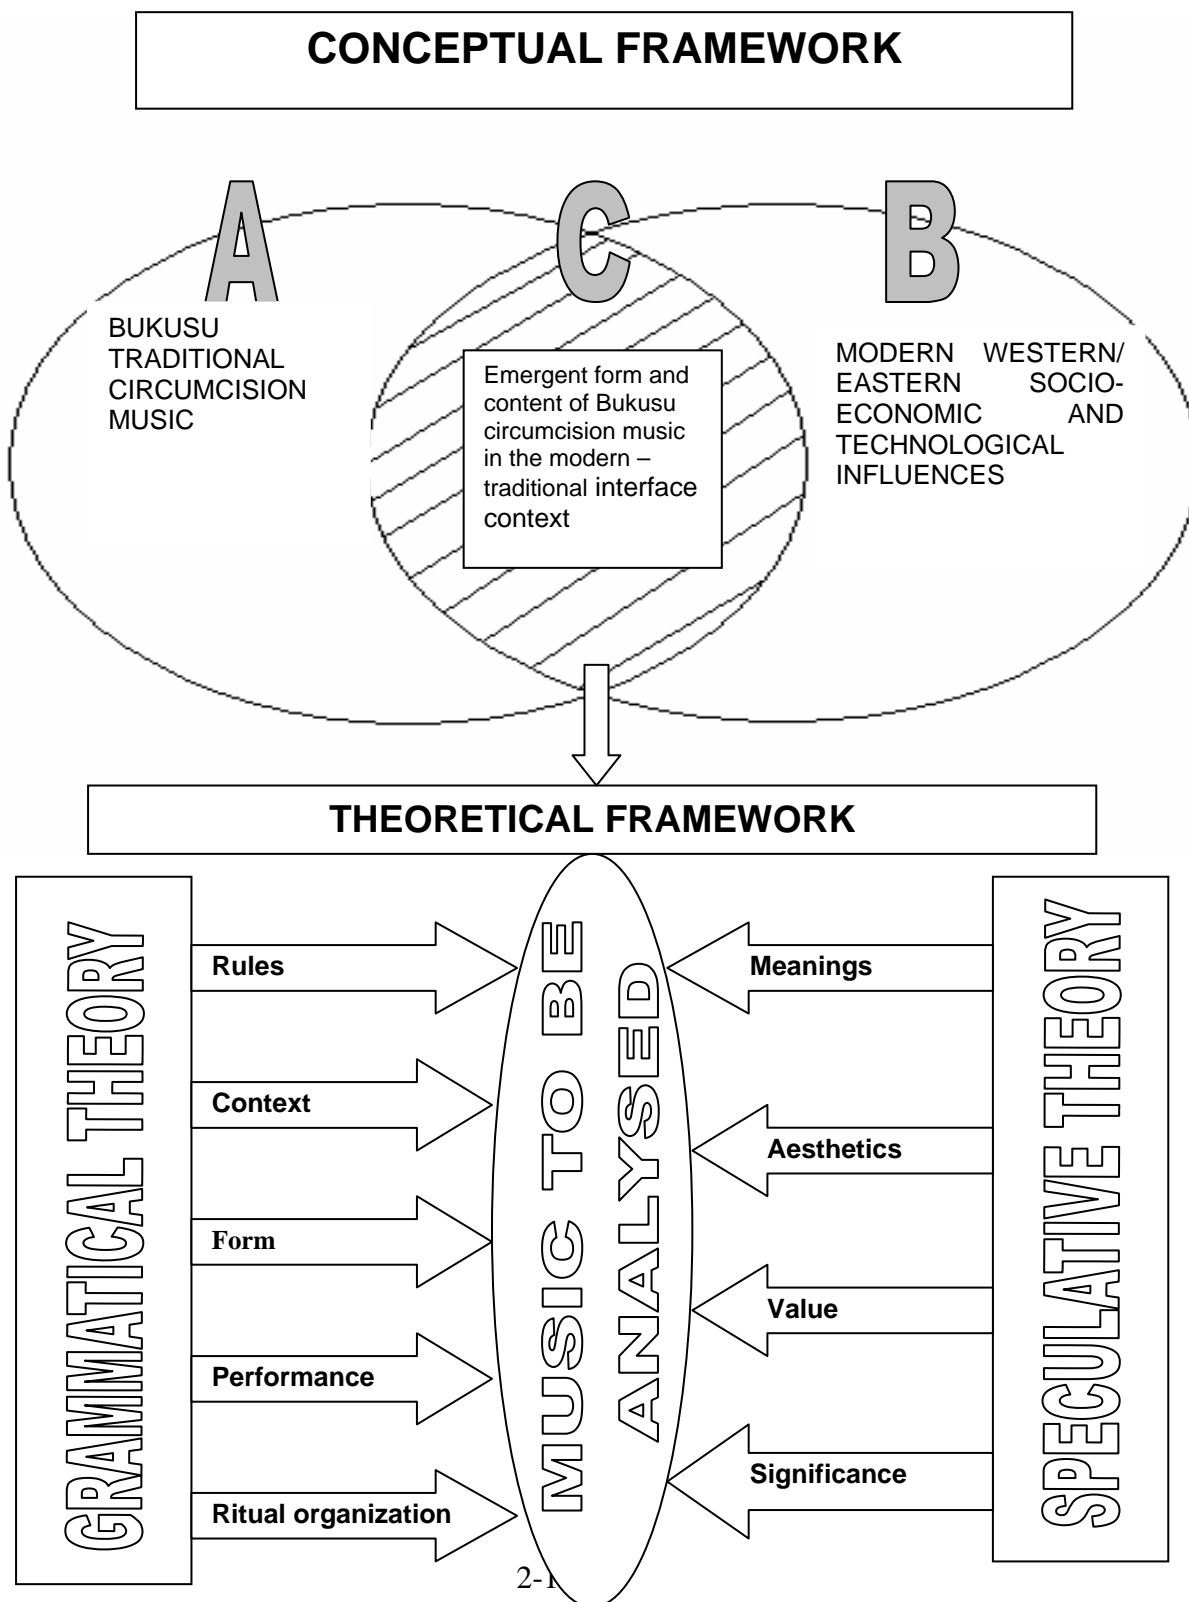 CONCEPTUAL FRAMEWORK
A
C
B
BUKUSU
TRADITIONAL
CIRCUMCISION
MUSIC
Emergent form and
content of Bukusu
circumcision music
in the modern –
traditional interface
context
MODERN WESTERN/
EASTERN SOCIO-
ECONOMIC AND
TECHNOLOGICAL
INFLUENCES
THEORETICAL FRAMEWORK
GRAMMATICAL THEORY
Rules
Context
Form
Performance
Ritual organization
MUSIC TO BE
ANALYSED
Meanings
Aesthetics
Value
Significance
SPECULATIVE THEORY